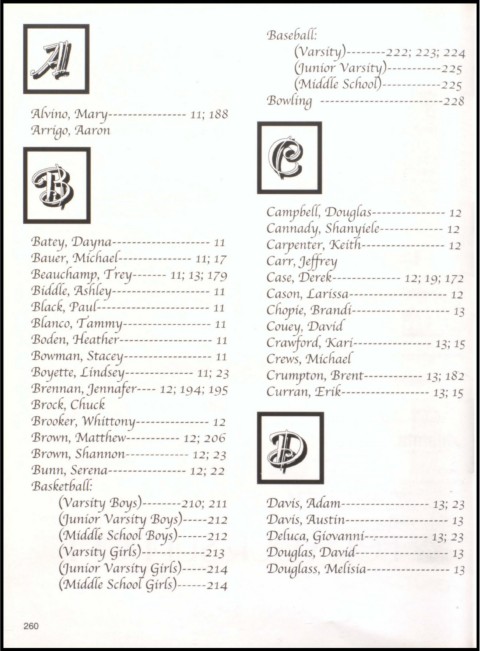 A
Alvino, Mary---------------- 11; 188
Arrigo, Aaron
B
Batey, Dayna-------------------- 11
Bauer, Michael--------------- 11; 17
Beauchamp, Trey------- 11; 13; 179
Biddle, Ashley-------------------- 11
Black, Paul----------------------- 11
Blanco, Tammy------------------ 11
Boden, Heather------------------- 11
Bowman, Stacey------------------ 11
Boyette, Lindsey-------------- 11; 23
Brennan, Jennafer---- 12; 194; 195
Brock, Chuck
Brooker, Whittony------------- 12
Brown, Matthew---------- 12; 206
Brown, Shannon------------ 12; 23
Bunn, Serena---------------- 12; 22
Basketball:
(Varsity Boys)--------210; 211
(Junior Varsity Boys)-----212
(Middle School Boys)------212
(Varsity Girls)-------------213
(Junior Varsity Girls)-----214
(Middle School Girls)------214
Baseball:
(Varsity)--------222; 223; 224
(Junior Varsity)-----------225
(Middle School)------------225
Bowling -------------------------228
C
Campbell, Douglas--------------- 12
Cannady, Shanyiele------------- 12
Carpenter, Keith----------------- 12
Carr, Jeffrey
Case, Derek----------- 12; 19; 172
Cason, Larissa-------------------- 12
Chopie, Brandi-------------------- 13
Couey, David
Crawford, Kari--------------- 13; 15
Crews, Michael
Crumpton, Brent----------- 13; 182
Curran, Erik------------------ 13; 15
D
Davis, Adam----------------- 13; 23
Davis, Austin-------------------- 13
Deluca, Giovanni------------- 13; 23
Douglas, David------------------- 13
Douglass, Melisia----------------- 13
260